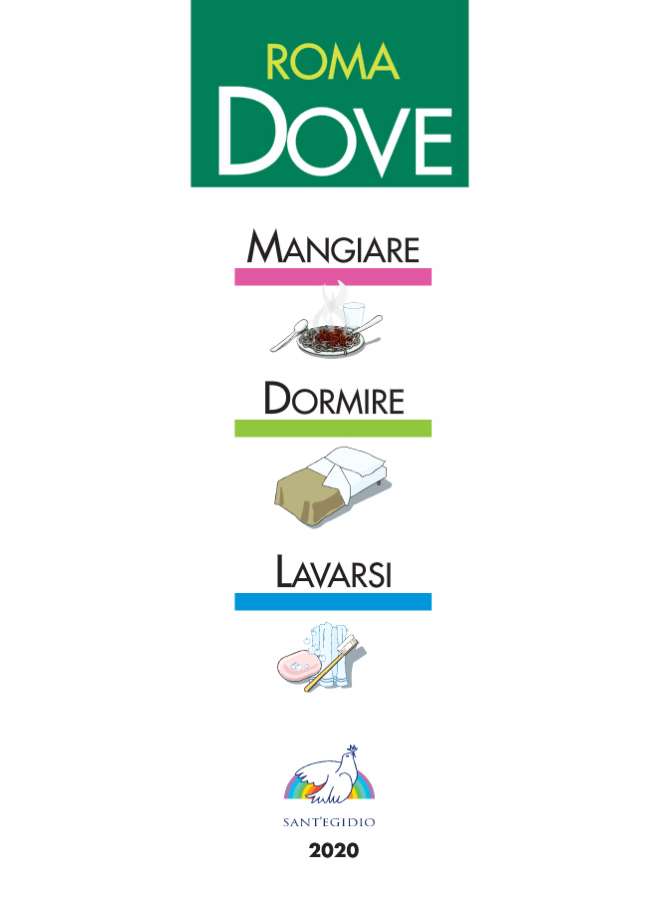 ROMA
DOVE
MANGIARE
DORMIRE
LAVARSI
SANT'EGIDIO
2020